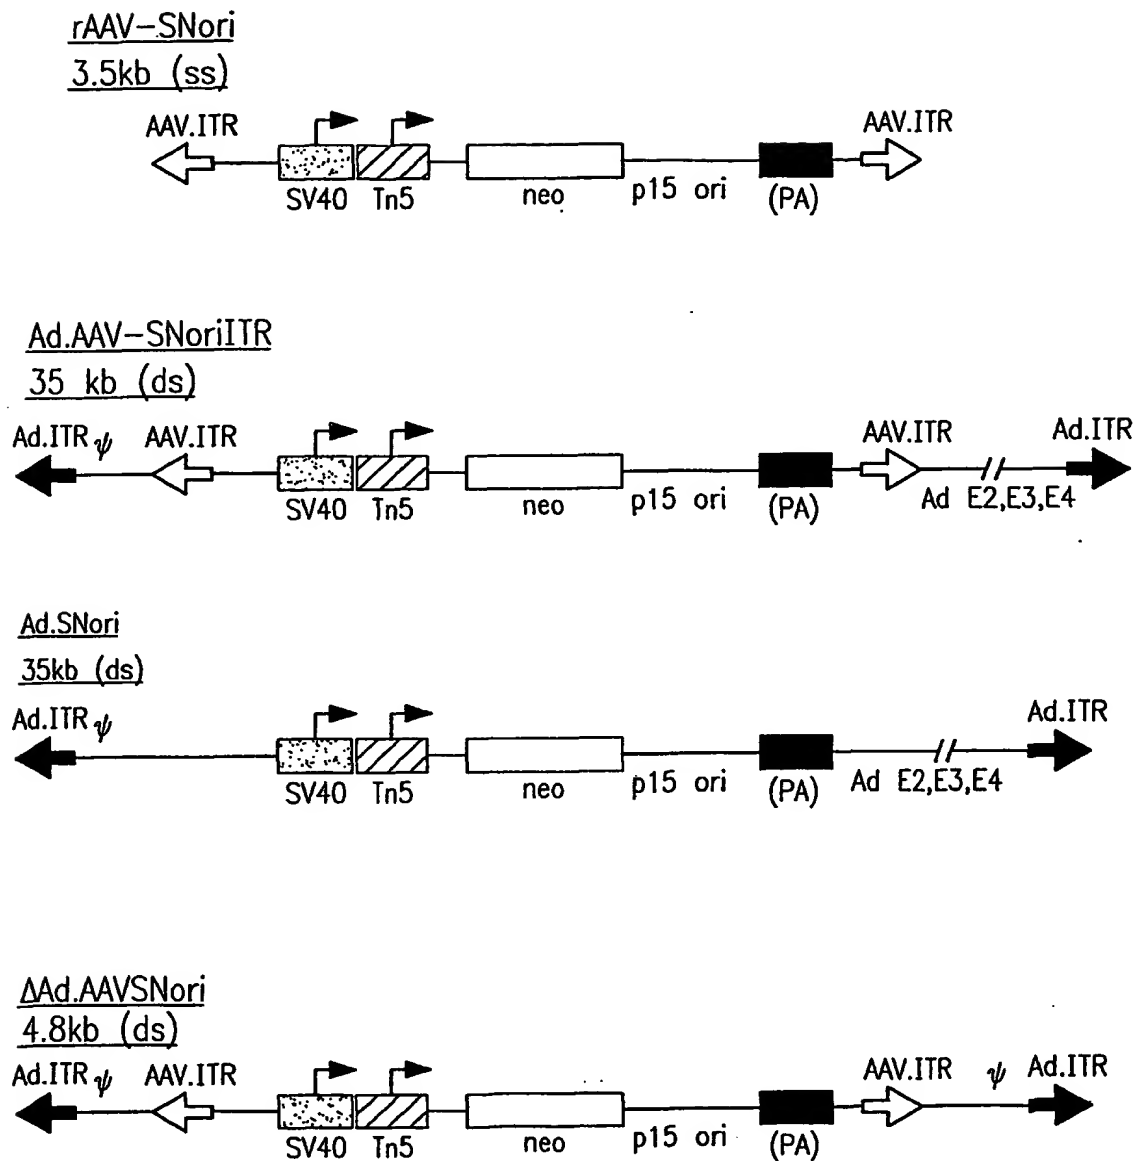 rAAV-SNori
3.5kb (ss)
AAV.ITR AAV.ITR
SV40 Tn5 neo p15 ori (PA)
Ad.AAV-SNoriITR
35 kb (ds)
Ad.ITR ψ AAV.ITR AAV.ITR Ad.ITR
SV40 Tn5 neo p15 ori (PA) Ad E2,E3,E4
Ad.SNori
35kb (ds)
Ad.ITR ψ Ad.ITR
SV40 Tn5 neo p15 ori (PA) Ad E2,E3,E4
ΔAd.AAVSNori
4.8kb (ds)
Ad.ITR ψ AAV.ITR AAV.ITR ψ Ad.ITR
SV40 Tn5 neo p15 ori (PA)